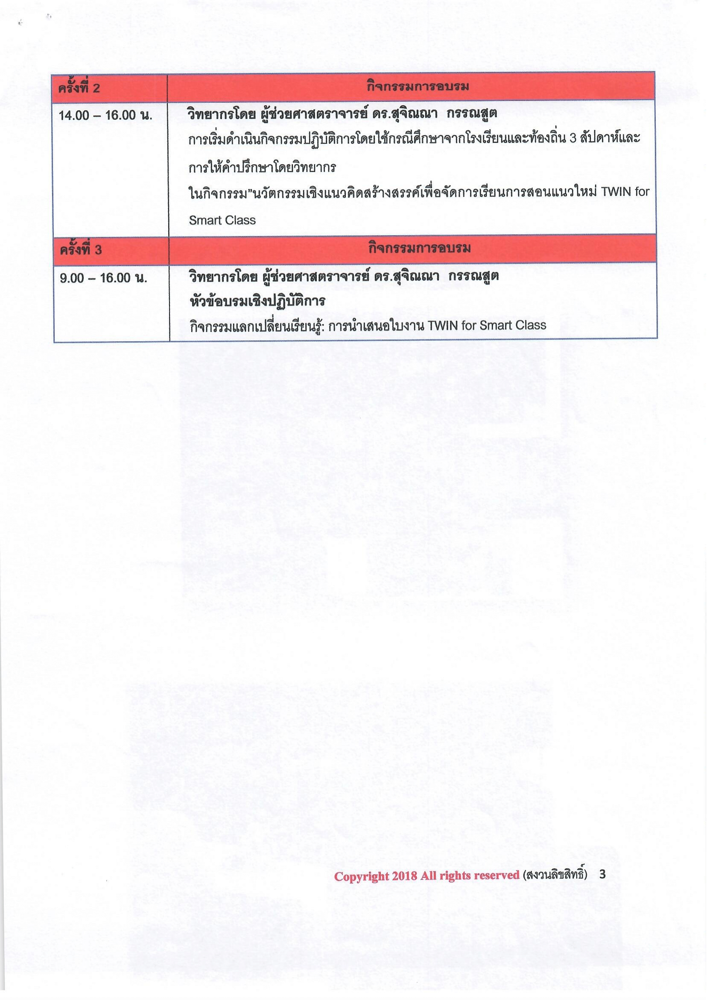 ครั้งที่ 2 กิจกรรมการอบรม
14.00 – 16.00 น. วิทยากรโดย ผู้ช่วยศาสตราจารย์ ดร.สุจิณณา  กรรณสูต
การเริ่มดำเนินกิจกรรมปฏิบัติการโดยใช้กรณีศึกษาจากโรงเรียนและท้องถิ่น 3 สัปดาห์และ
การให้คำปรึกษาโดยวิทยากร
ในกิจกรรม”นวัตกรรมเชิงแนวคิดสร้างสรรค์เพื่อจัดการเรียนการสอนแนวใหม่ TWIN for
Smart Class
ครั้งที่ 3 กิจกรรมการอบรม
9.00 – 16.00 น. วิทยากรโดย ผู้ช่วยศาสตราจารย์ ดร.สุจิณณา  กรรณสูต
หัวข้ออบรมเชิงปฏิบัติการ
กิจกรรมแลกเปลี่ยนเรียนรู้: การนำเสนอใบงาน TWIN for Smart Class
Copyright 2018 All rights reserved (สงวนลิขสิทธิ์) 3